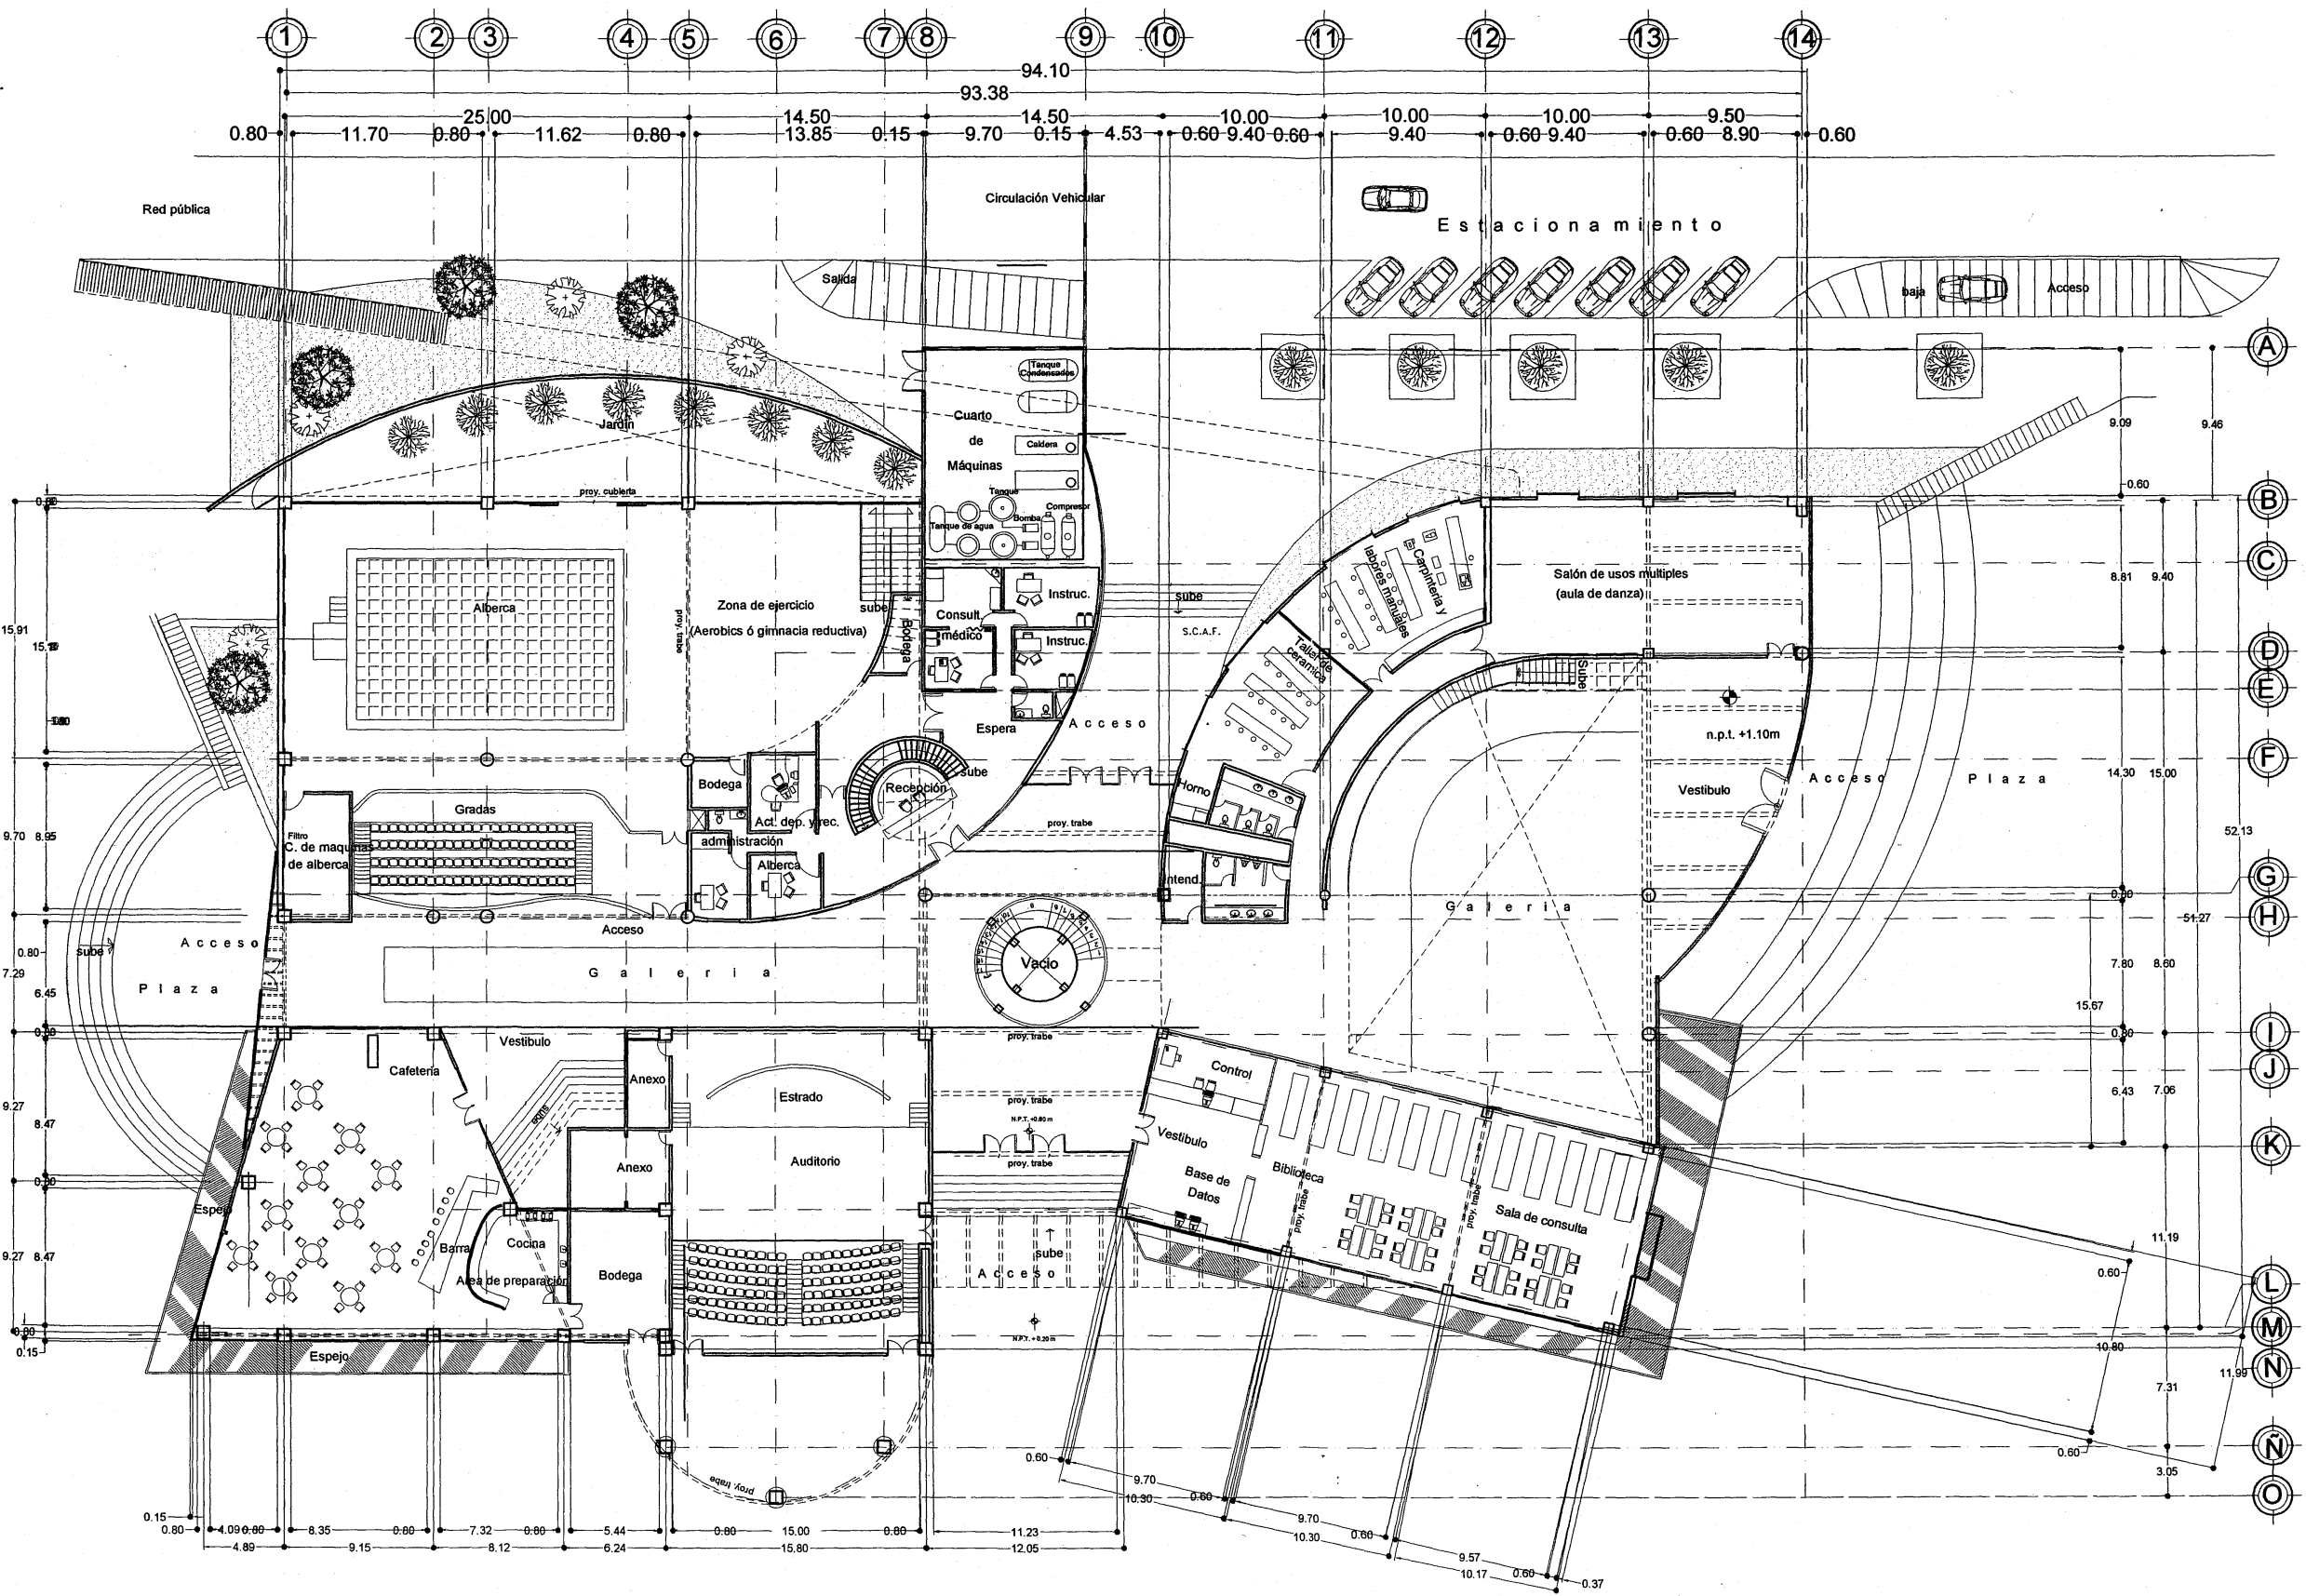 1 2 3 4 5 6 7 8 9 10 11 12 13 14
94.10
93.38
25.00 14.50 14.50 10.00 10.00 10.00 9.50
0.80 11.70 0.80 11.62 0.80 13.85 0.15 9.70 0.15 4.53 0.60 9.40 0.60 9.40 0.60 9.40 0.60 8.90 0.60
Red pública
Circulación Vehicular
Estacionamiento
Salida
baja
Acceso
A
Tanque
Condensados
Cuarto
de
Máquinas
Caldera
Jardín
9.09
9.46
0.60
proy. cubierta
Tanque
Compresor
Bomba
Tanque de agua
B
C
Alberca
Zona de ejercicio
(Aerobics ó gimnacia reductiva)
proy. trabe
sube
Bodega
Consult.
médico
Instruc.
Instruc.
sube
S.C.A.F.
Carpinteria y
labores manuales
Taller de
ceramica
Salón de usos multiples
(aula de danza)
Sube
8.81
9.40
15.91
D
E
Espera
Acceso
n.p.t. +1.10m
Vestibulo
Acceso
Plaza
F
14.30
15.00
Bodega
sube
Recepción
Act. dep. y rec.
administración
Alberca
Gradas
Filtro
C. de maquinas
de alberca
Horno
proy. trabe
Intend.
9.70
8.95
52.13
G
H
51.27
Galeria
Acceso
Acceso
Plaza
sube
0.80
7.29
6.45
Galeria
Vacio
7.80
8.60
15.67
I
J
K
Vestibulo
Cafeteria
Anexo
Estrado
proy. trabe
proy. trabe
N.P.T. +0.80 m
proy. trabe
Control
Vestibulo
Base de
Datos
Biblioteca
proy. trabe
proy. trabe
Sala de consulta
6.43
7.06
9.27
8.47
sube
Anexo
Auditorio
Espejo
Barra
Cocina
Area de preparación
Bodega
sube
Acceso
N.P.T. + 0.20 m
9.27
8.47
0.15
Espejo
11.19
0.60
L
M
N
10.80
11.99
7.31
0.60
Ñ
3.05
O
proy. trabe
0.60
9.70
10.30
0.60
9.70
10.30
0.60
9.57
10.17
0.60
0.37
0.15
0.80 4.09 0.80 8.35 0.80 7.32 0.80 5.44 0.80 15.00 0.80 11.23
4.89 9.15 8.12 6.24 15.80 12.05